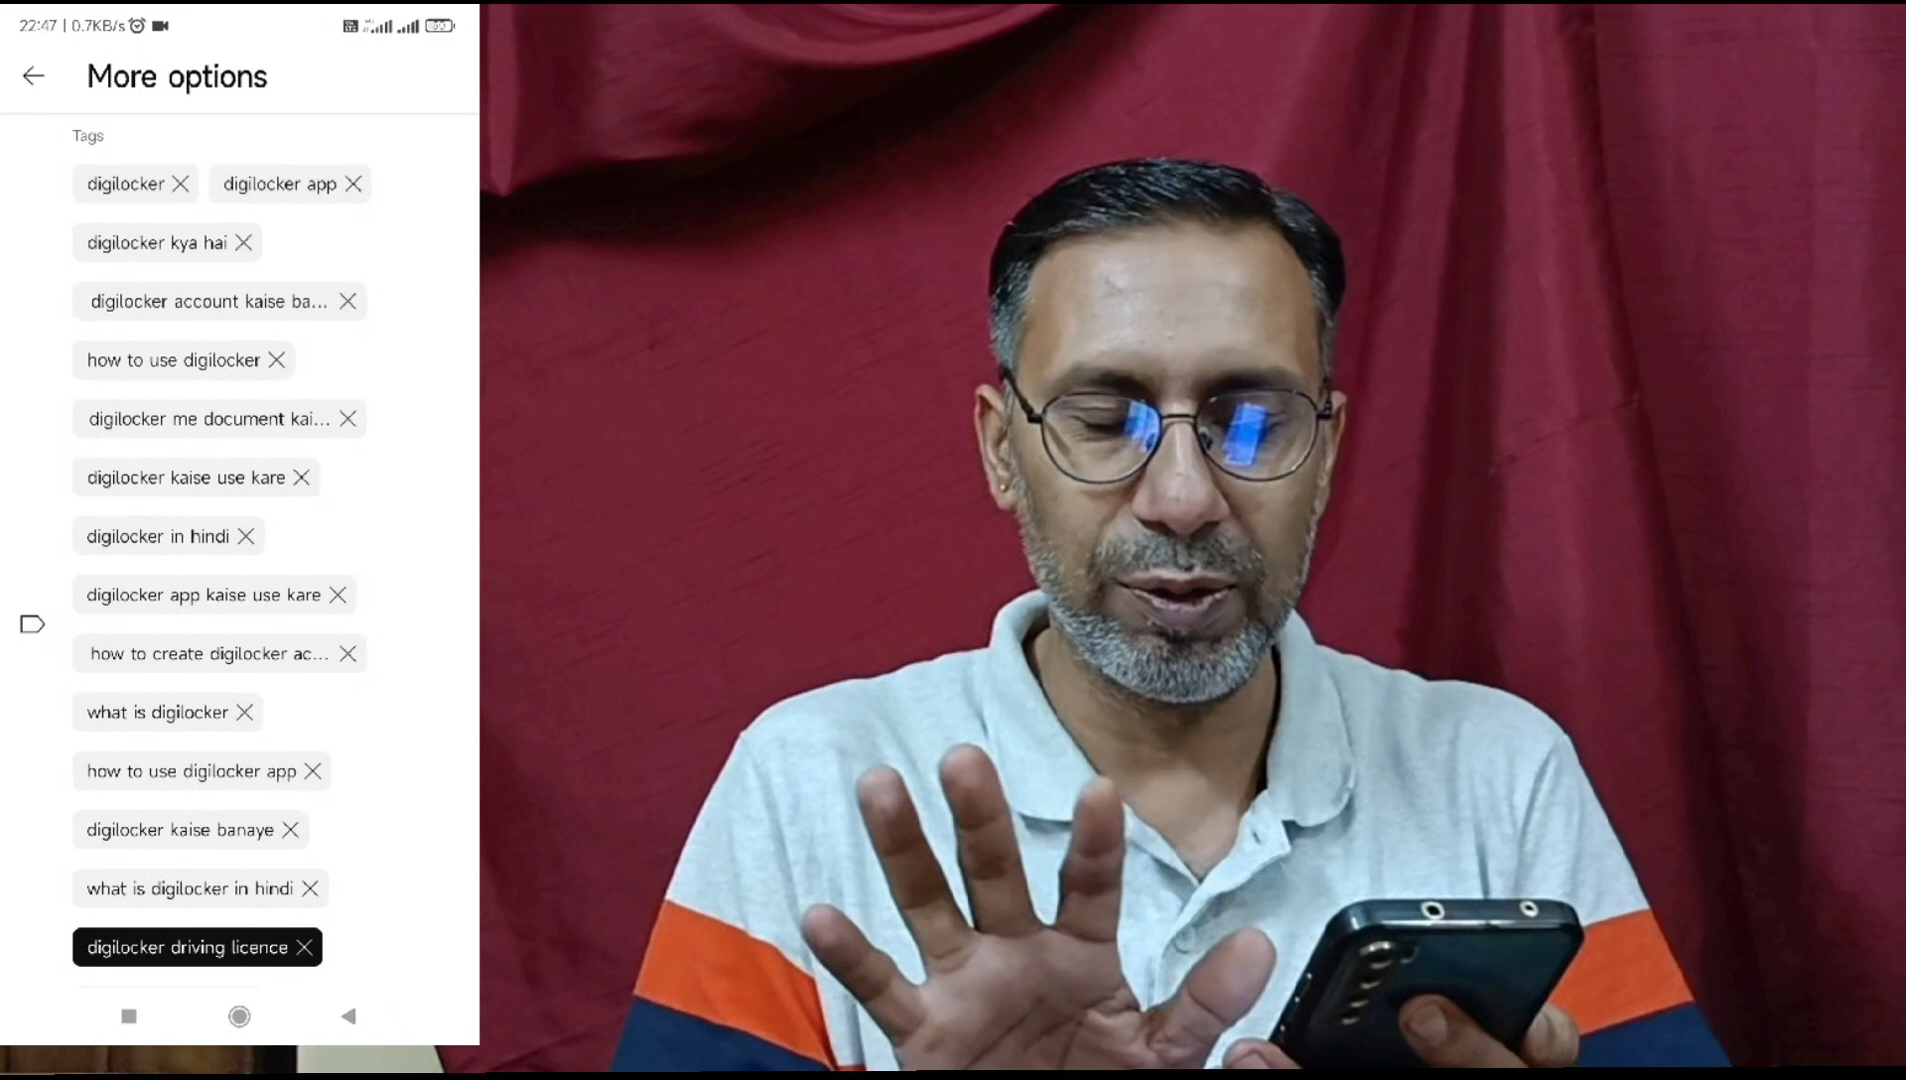 22:47 | 0.7KB/s
More options
Tags
digilocker digilocker app
digilocker kya hai
digilocker account kaise ba...
how to use digilocker
digilocker me document kai...
digilocker kaise use kare
digilocker in hindi
digilocker app kaise use kare
how to create digilocker ac...
what is digilocker
how to use digilocker app
digilocker kaise banaye
what is digilocker in hindi
digilocker driving licence